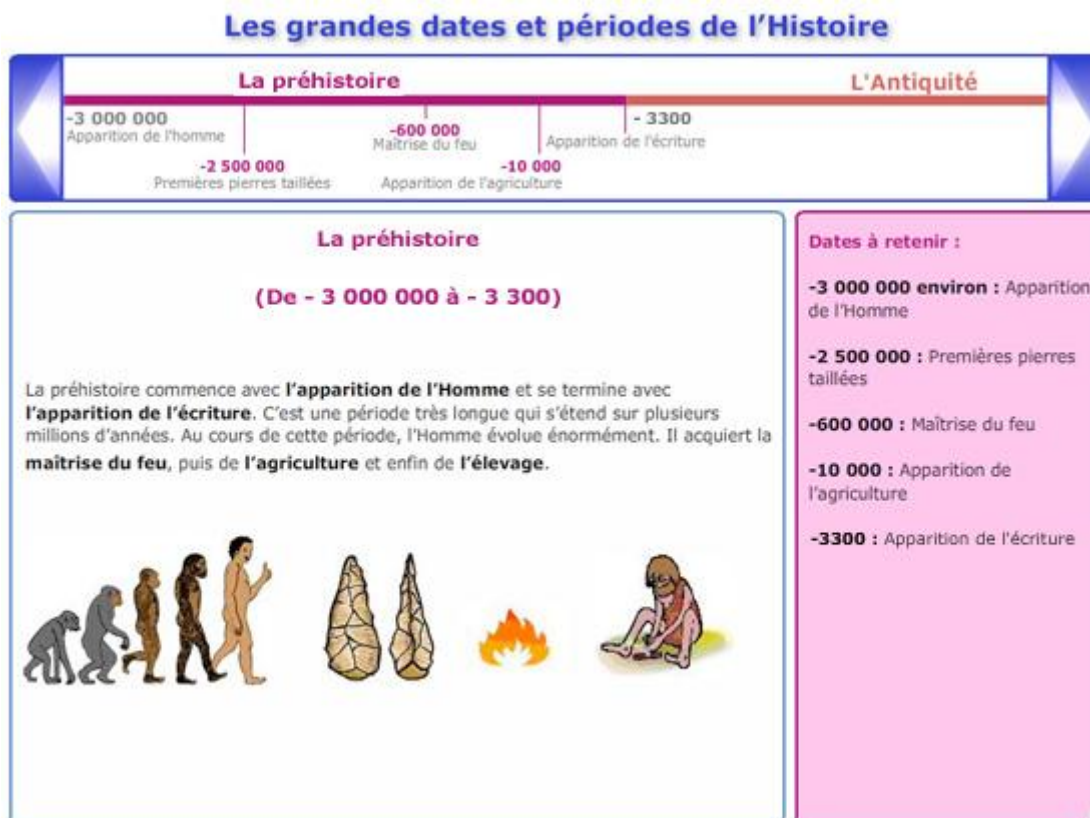 Les grandes dates et périodes de l'Histoire
La préhistoire
L'Antiquité
-3 000 000
Apparition de l'homme
-600 000
Maîtrise du feu
- 3300
Apparition de l'écriture
-2 500 000
Premières pierres taillées
-10 000
Apparition de l'agriculture
La préhistoire
(De - 3 000 000 à - 3 300)
La préhistoire commence avec l'apparition de l'Homme et se termine avec
l'apparition de l'écriture. C'est une période très longue qui s'étend sur plusieurs
millions d'années. Au cours de cette période, l'Homme évolue énormément. Il acquiert la
maîtrise du feu, puis de l'agriculture et enfin de l'élevage.
Dates à retenir :
-3 000 000 environ : Apparition
de l'Homme
-2 500 000 : Premières pierres
taillées
-600 000 : Maîtrise du feu
-10 000 : Apparition de
l'agriculture
-3300 : Apparition de l'écriture